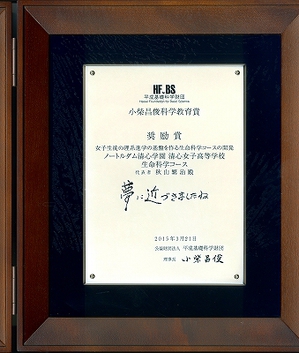 HF.BS
平成基礎科学財団
Heisei Foundation for Basic Science
小柴昌俊科学教育賞
奨励賞
女子生徒の理系進学の基盤を作る生命科学コースの開発
ノートルダム清心学園 清心女子高等学校
生命科学コース
代表者 秋山繁治殿
夢に近づきましたね
2015年3月21日
公益財団法人 平成基礎科学財団
理事長 小柴昌俊